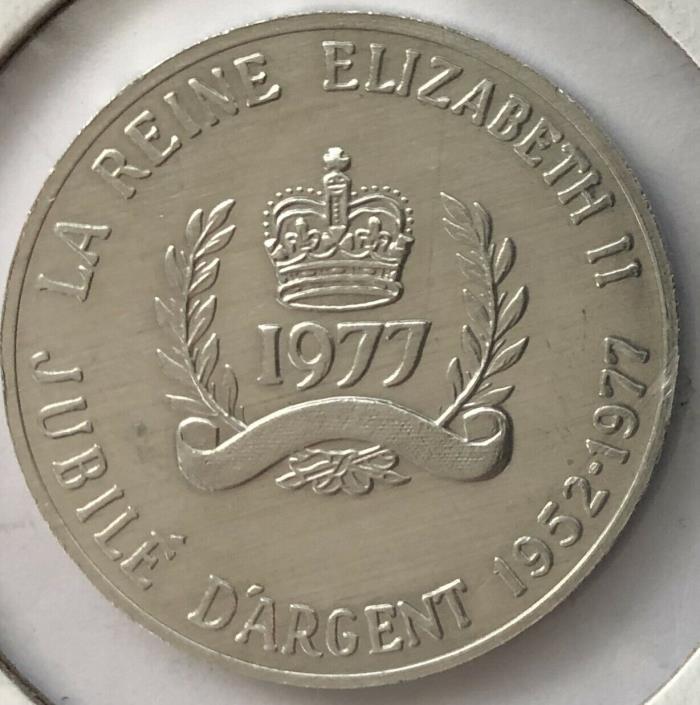 LA REINE ELIZABETH II
1977
JUBILÉ D'ARGENT 1952-1977